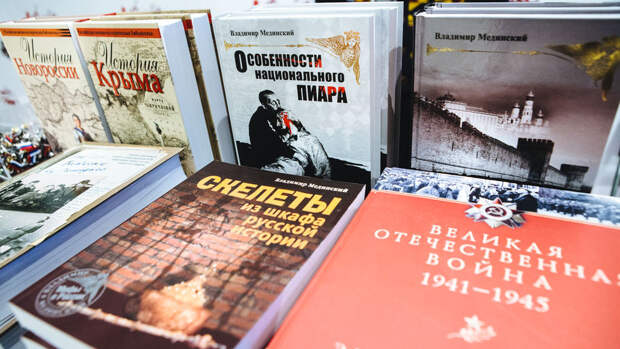 История
Новороссии
История
Крыма
Владимир Мединский
Особенности
национального
ПИАРА
Владимир Мединский
Владимир Мединский
СКЕЛЕТЫ
из шкафа
русской
истории
ВЕЛИКАЯ
ОТЕЧЕСТВЕННАЯ
ВОЙНА
1941–1945